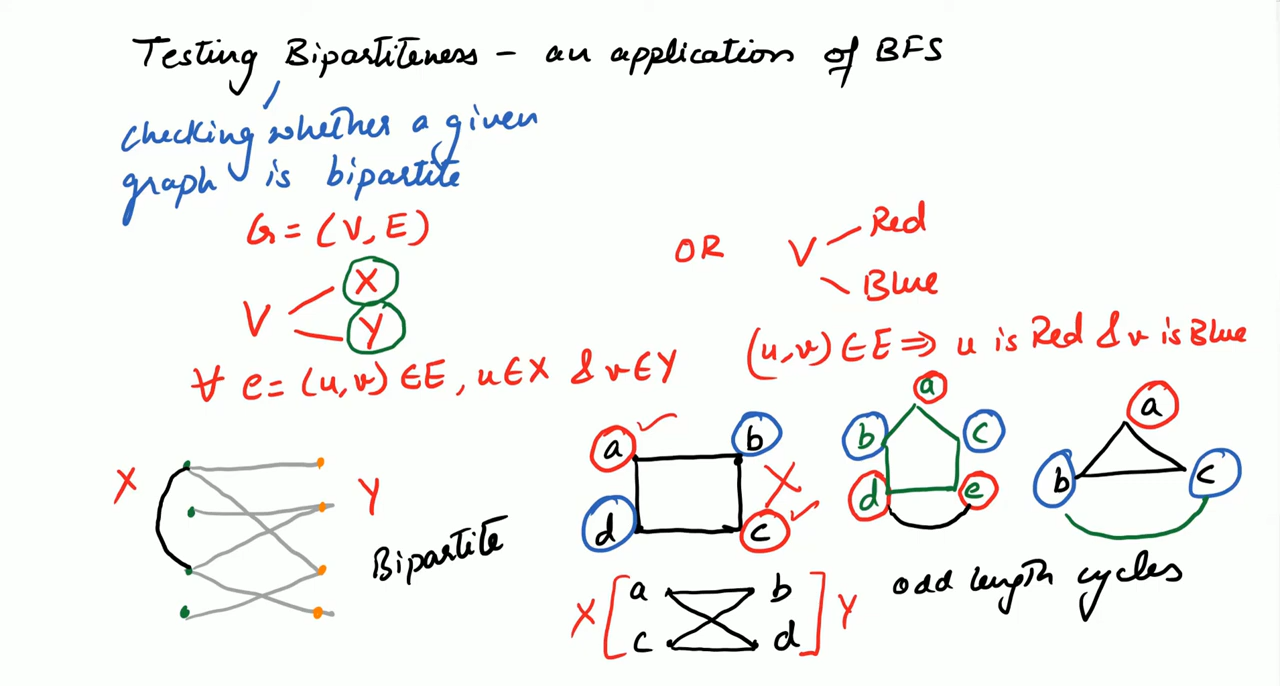 Testing Bipartiteness - an application of BFS
checking whether a given
graph is bipartite
G = (V, E)
V
X
Y
OR
V
Red
Blue
∀ e = (u, v) ∈ E, u ∈ X & v ∈ Y
(u, v) ∈ E ⇒ u is Red & v is Blue
X
Y
Bipartite
a
b
d
c
X
a
b
c
d
e
a
b
c
odd length cycles
X [ a b ] Y
c d